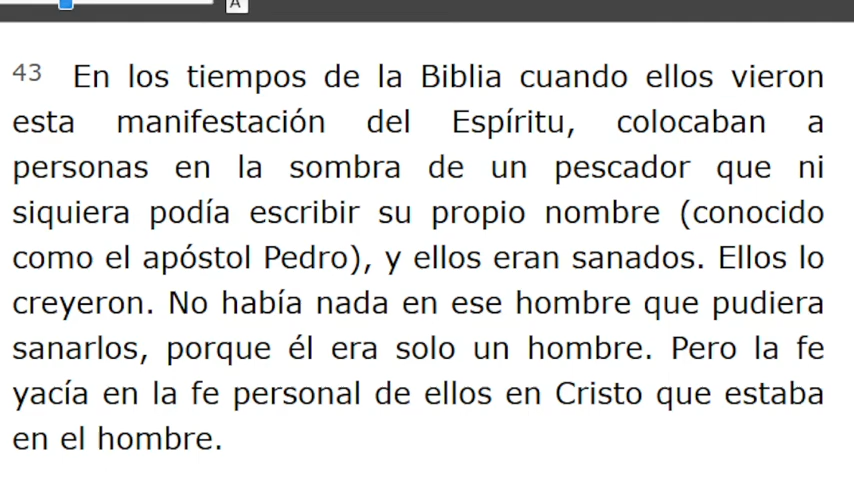 A
43 En los tiempos de la Biblia cuando ellos vieron
esta manifestación del Espíritu, colocaban a
personas en la sombra de un pescador que ni
siquiera podía escribir su propio nombre (conocido
como el apóstol Pedro), y ellos eran sanados. Ellos lo
creyeron. No había nada en ese hombre que pudiera
sanarlos, porque él era solo un hombre. Pero la fe
yacía en la fe personal de ellos en Cristo que estaba
en el hombre.